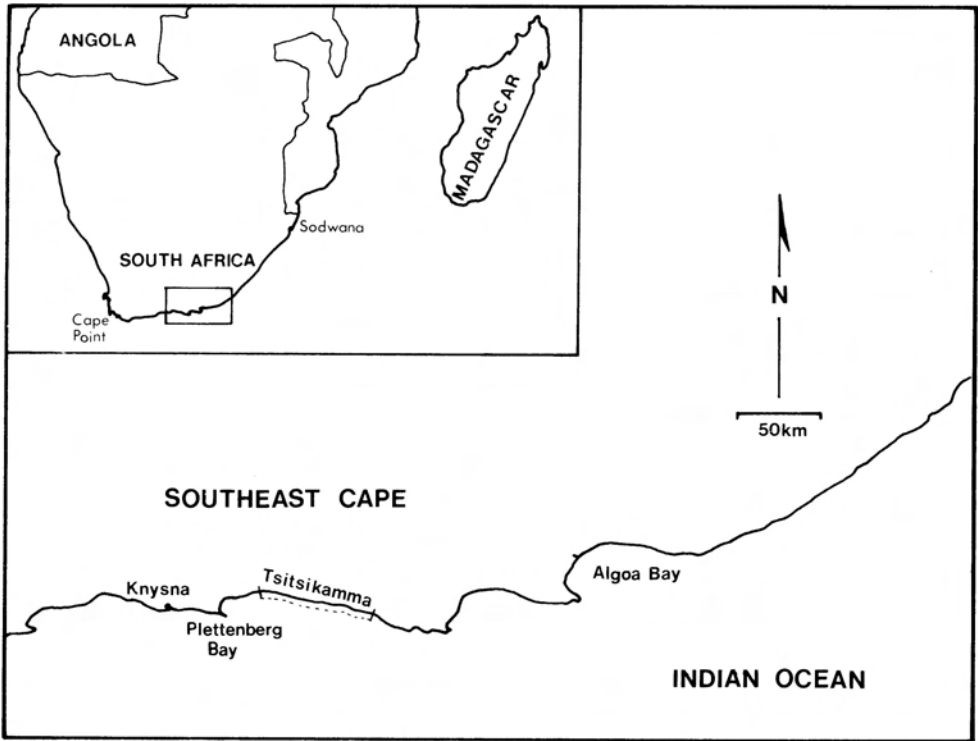 ANGOLA
MADAGASCAR
Sodwana
SOUTH AFRICA
Cape
Point
N
50km
SOUTHEAST CAPE
Algoa Bay
Tsitsikamma
Knysna
Plettenberg
Bay
INDIAN OCEAN